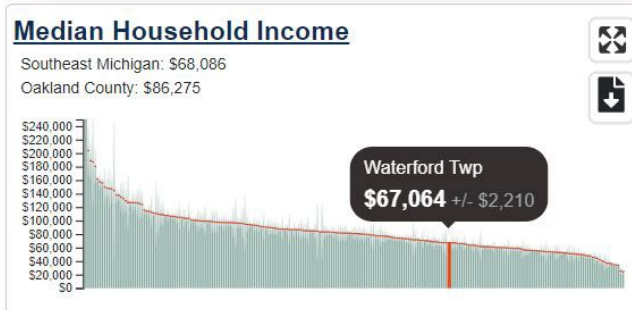 Median Household Income
Southeast Michigan: $68,086
Oakland County: $86,275
$240,000
$220,000
$200,000
$180,000
$160,000
$140,000
$120,000
$100,000
$80,000
$60,000
$40,000
$20,000
$0
Waterford Twp
$67,064 +/- $2,210